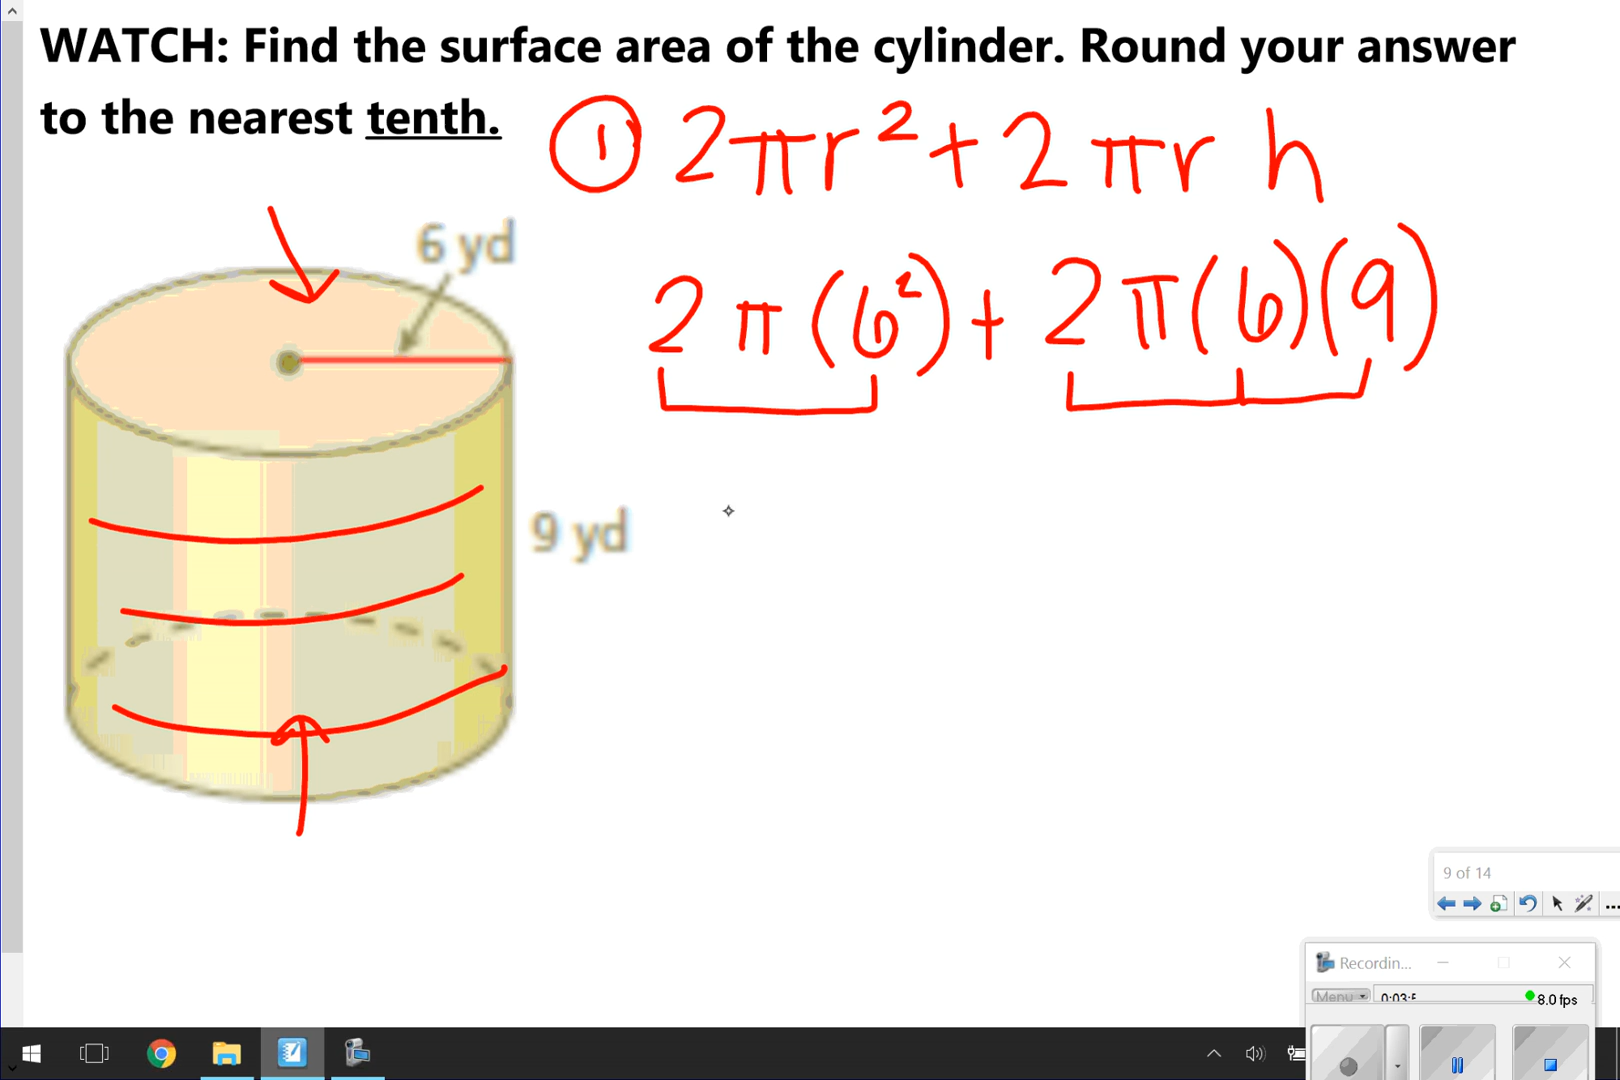 WATCH: Find the surface area of the cylinder. Round your answer
to the nearest tenth.
① 2πr² + 2πr h
6 yd
2π(6²) + 2π(6)(9)
9 yd
9 of 14
Recordin...
Menu
8.0 fps